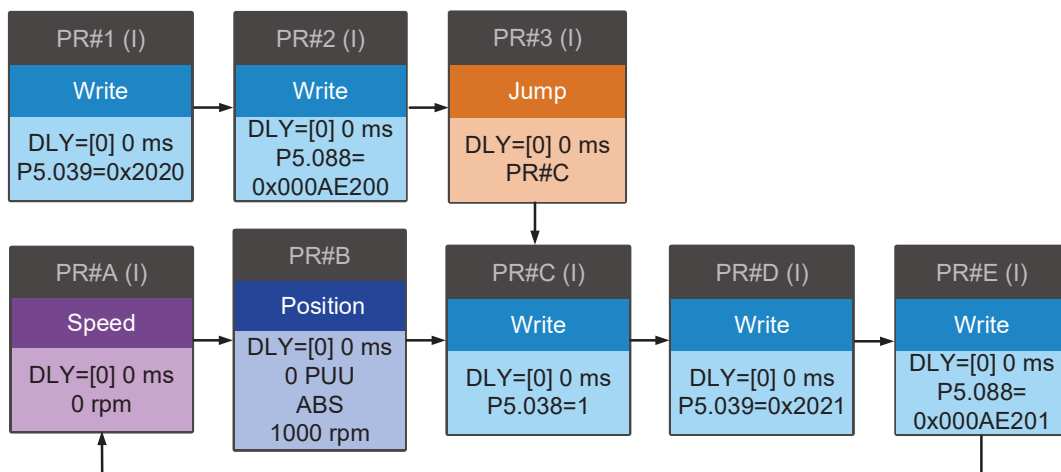 PR#1 (I)
Write
DLY=[0] 0 ms
P5.039=0x2020
PR#2 (I)
Write
DLY=[0] 0 ms
P5.088=
0x000AE200
PR#3 (I)
Jump
DLY=[0] 0 ms
PR#C
PR#A (I)
Speed
DLY=[0] 0 ms
0 rpm
PR#B
Position
DLY=[0] 0 ms
0 PUU
ABS
1000 rpm
PR#C (I)
Write
DLY=[0] 0 ms
P5.038=1
PR#D (I)
Write
DLY=[0] 0 ms
P5.039=0x2021
PR#E (I)
Write
DLY=[0] 0 ms
P5.088=
0x000AE201